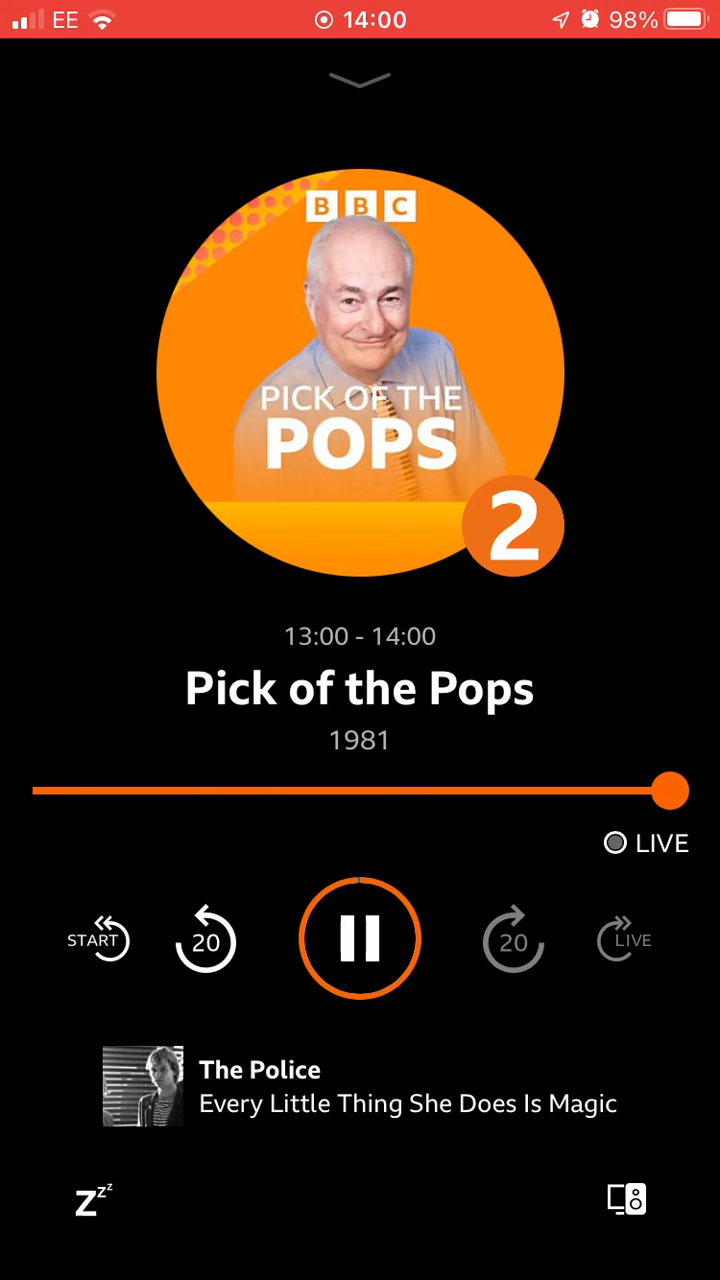 EE 14:00 98%
BBC
PICK OF THE
POPS
2
13:00 - 14:00
Pick of the Pops
1981
LIVE
START 20 20 LIVE
The Police
Every Little Thing She Does Is Magic
Zzz